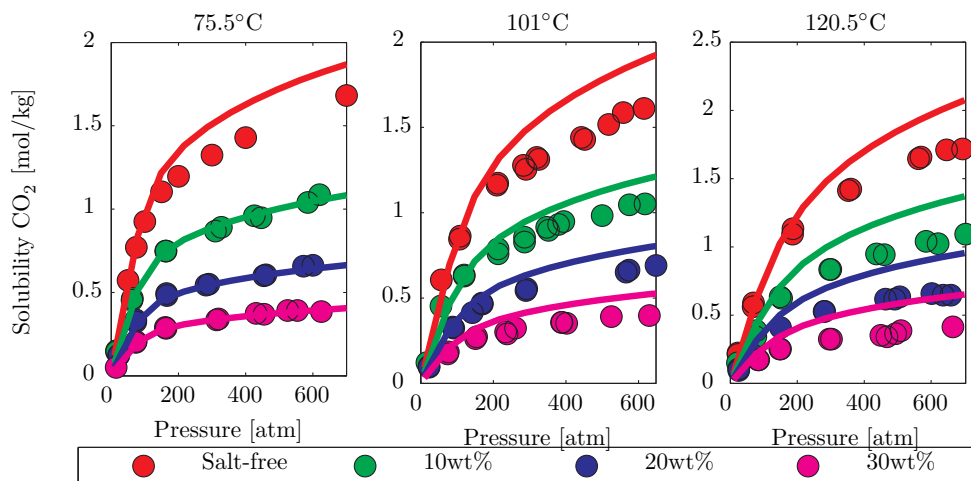 75.5°C 101°C 120.5°C
Solubility CO₂ [mol/kg]
2 2 2.5
1.5 1.5 2
1 1 1.5
0.5 0.5 1
0 0 0.5
0
0 200 400 600 0 200 400 600 0 200 400 600
Pressure [atm] Pressure [atm] Pressure [atm]
Salt-free 10wt% 20wt% 30wt%